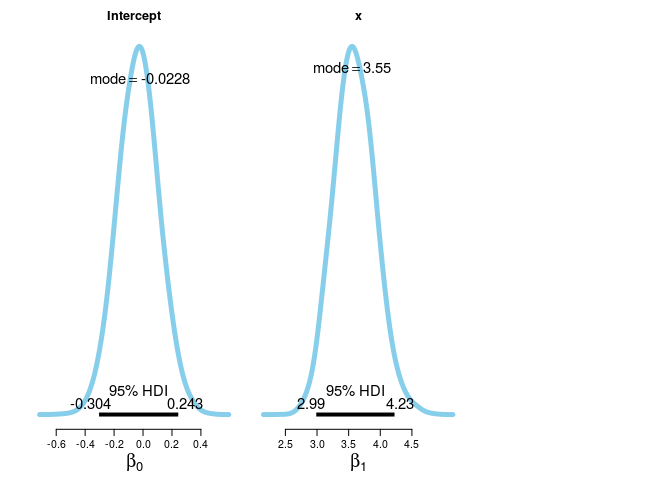 Intercept
mode = -0.0228
95% HDI
-0.304 0.243
-0.6 -0.4 -0.2 0.0 0.2 0.4
β0
x
mode = 3.55
95% HDI
2.99 4.23
2.5 3.0 3.5 4.0 4.5
β1